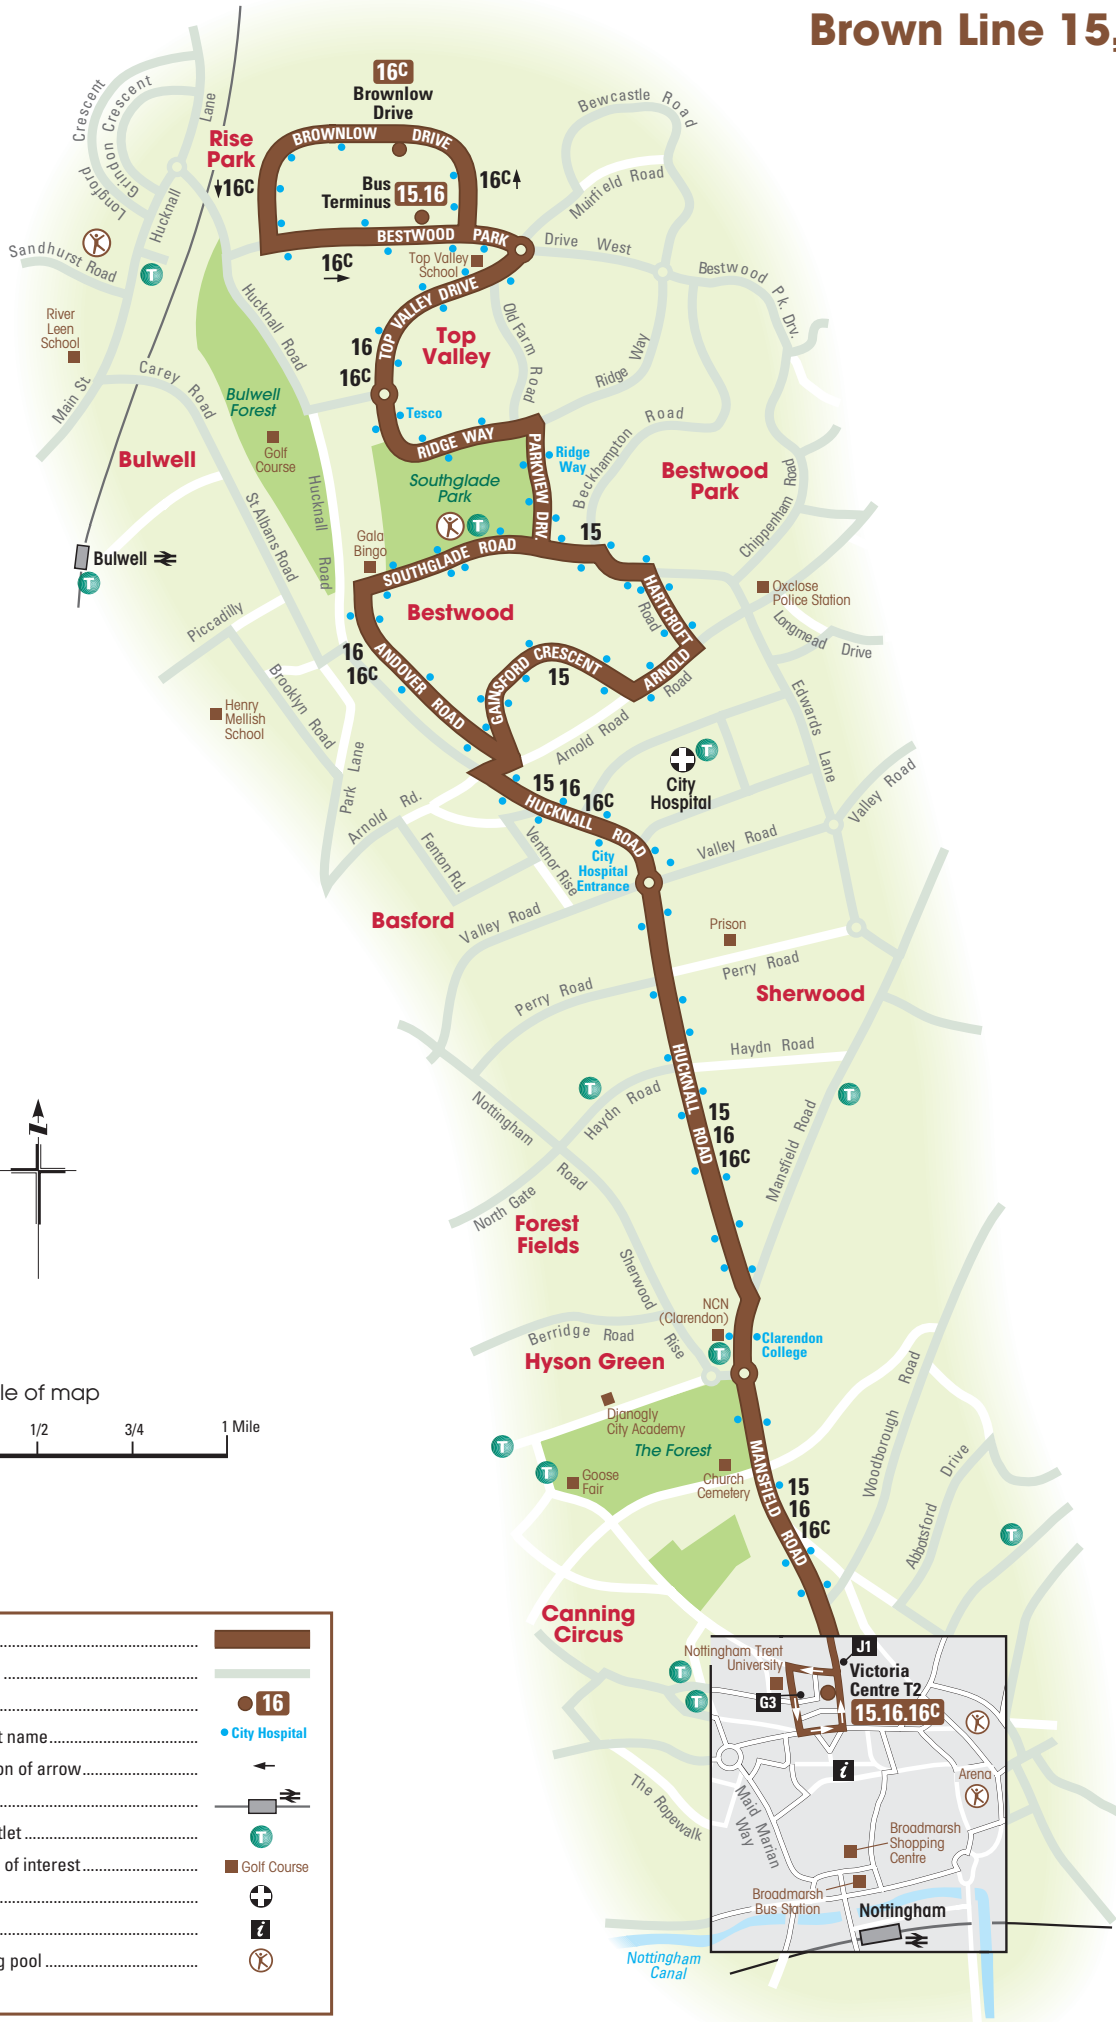 Brown Line 15,
16C
Brownlow
Drive
BROWNLOW DRIVE
Rise
Park
16C
16C
Bus
Terminus
15.16
BESTWOOD PARK
16C
Top Valley
School
Crescent
Grindon Crescent
Longford
Lane
Hucknall
Sandhurst Road
T
River
Leen
School
Main St.
Carey Road
Hucknall Road
Bewcastle Road
Muirfield Road
Drive West
Bestwood Pk. Drv.
TOP VALLEY DRIVE
Old Farm Road
Top
Valley
16
16C
Ridge Way
Tesco
RIDGE WAY
PARKVIEW DRV.
Ridge
Way
Beckhampton Road
Bestwood
Park
Bulwell
Forest
Golf
Course
Bulwell
Hucknall Road
St Albans Road
Southglade
Park
T
Gala
Bingo
SOUTHGLADE ROAD
15
Chippenham Road
Bulwell
T
Bestwood
HARTCROFT
Road
Oxclose
Police Station
Longmead Drive
Piccadilly
16
16C
ANDOVER ROAD
GAINSFORD CRESCENT
15
ARNOLD
Road
Henry
Mellish
School
Brooklyn Road
Park Lane
Arnold Road
Edwards Lane
T
City
Hospital
Valley Road
Arnold Rd.
15 16
16C
HUCKNALL ROAD
Fenton Rd.
Ventnor Rise
City
Hospital
Entrance
Valley Road
Basford
Valley Road
Prison
Perry Road
Perry Road
Sherwood
Haydn Road
HUCKNALL ROAD
T
T
Nottingham Road
Haydn Road
15
16
16C
Mansfield Road
North Gate
Forest
Fields
Sherwood Rise
NCN
(Clarendon)
Clarendon
College
T
Berridge Road
Hyson Green
Djanogly
City Academy
The Forest
T
T
Goose
Fair
Church
Cemetery
MANSFIELD ROAD
15
16
16C
Woodborough Road
Abbotsford Drive
T
Canning
Circus
T
T
Nottingham Trent
University
J1
G3
Victoria
Centre T2
15.16.16C
i
Arena
The Ropewalk
Maid Marian
Way
Broadmarsh
Shopping
Centre
Broadmarsh
Bus Station
Nottingham
Nottingham
Canal
le of map
1/2 3/4 1 Mile
16
t name
City Hospital
on of arrow
tlet
T
of interest
Golf Course
i
g pool